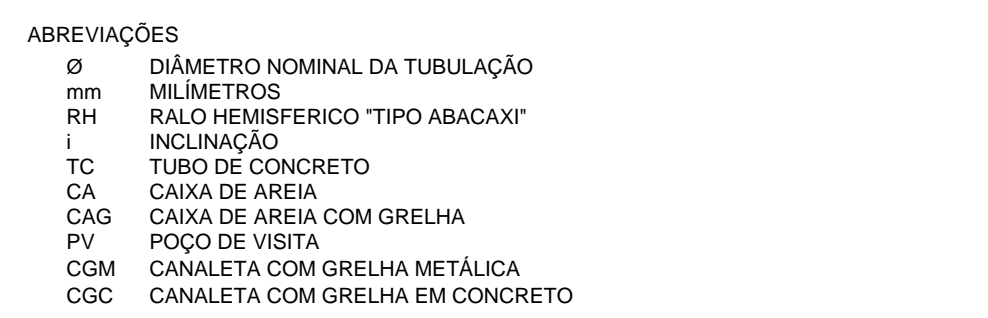 ABREVIAÇÕES
Ø DIÂMETRO NOMINAL DA TUBULAÇÃO
mm MILÍMETROS
RH RALO HEMISFERICO "TIPO ABACAXI"
i INCLINAÇÃO
TC TUBO DE CONCRETO
CA CAIXA DE AREIA
CAG CAIXA DE AREIA COM GRELHA
PV POÇO DE VISITA
CGM CANALETA COM GRELHA METÁLICA
CGC CANALETA COM GRELHA EM CONCRETO